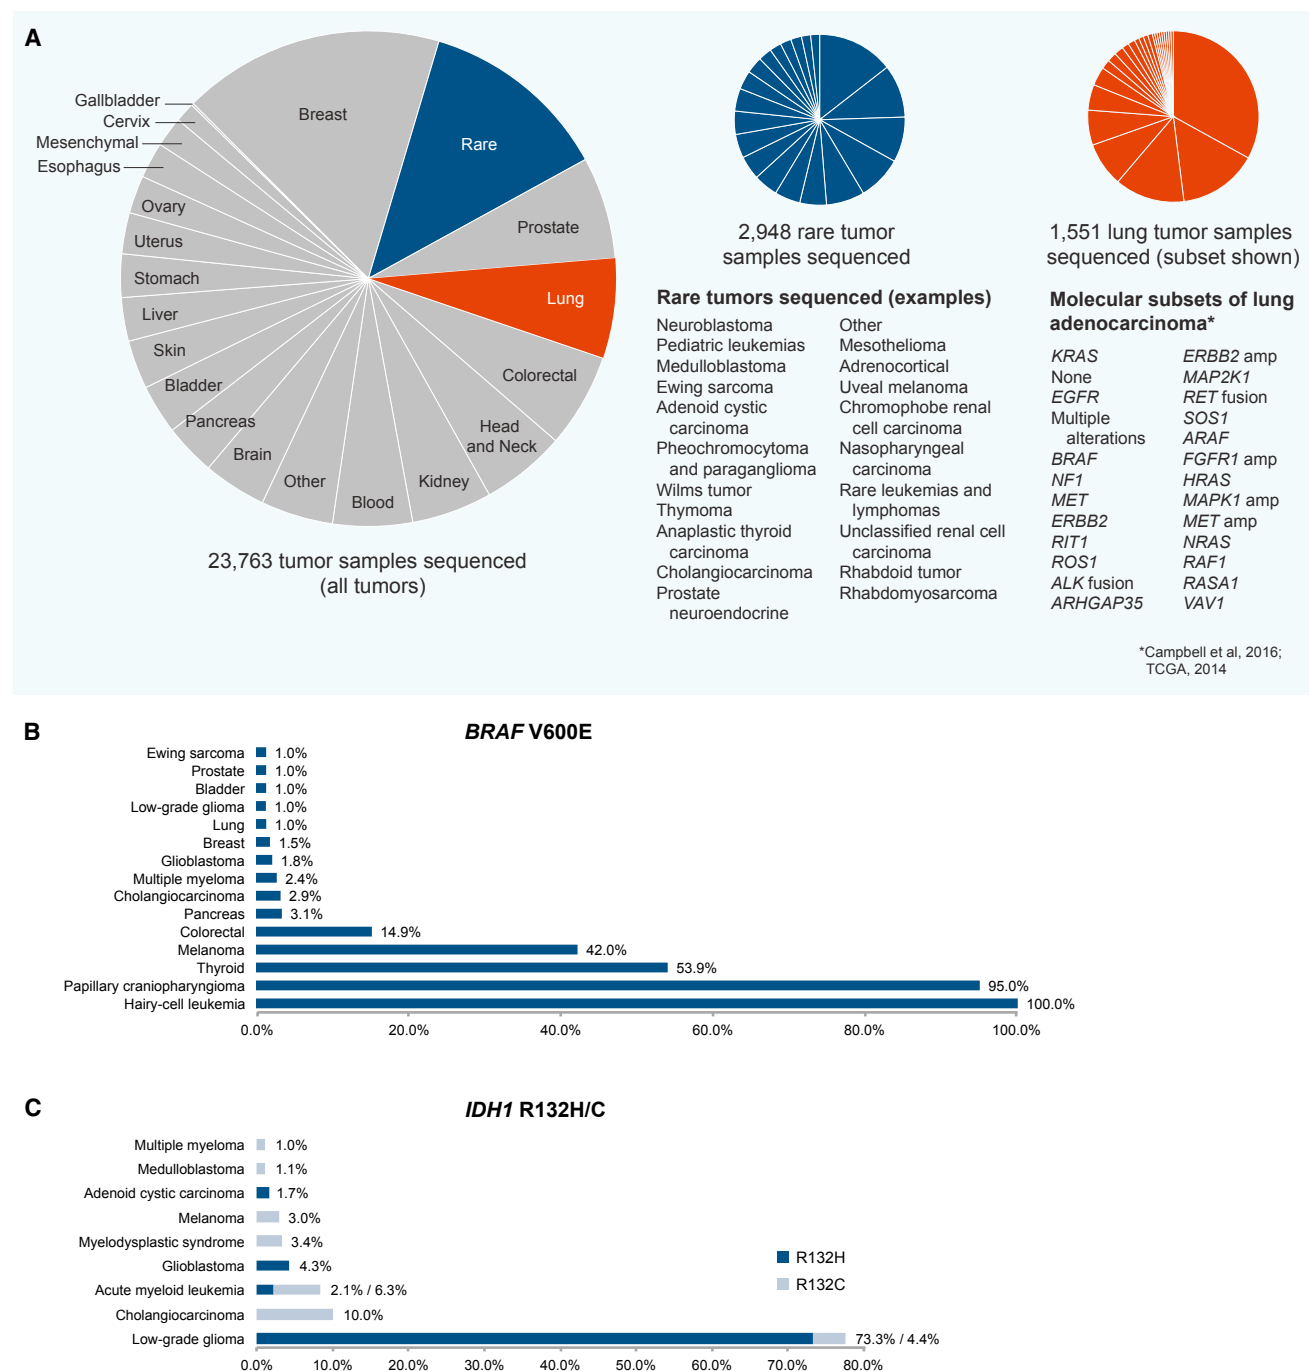 A
Gallbladder
Cervix
Mesenchymal
Esophagus
Ovary
Uterus
Stomach
Liver
Skin
Bladder
Pancreas
Brain
Other
Blood
Kidney
Head
and Neck
Colorectal
Lung
Prostate
Rare
Breast
23,763 tumor samples sequenced
(all tumors)
2,948 rare tumor
samples sequenced
Rare tumors sequenced (examples)
Neuroblastoma
Pediatric leukemias
Medulloblastoma
Ewing sarcoma
Adenoid cystic
carcinoma
Pheochromocytoma
and paraganglioma
Wilms tumor
Thymoma
Anaplastic thyroid
carcinoma
Cholangiocarcinoma
Prostate
neuroendocrine
Other
Mesothelioma
Adrenocortical
Uveal melanoma
Chromophobe renal
cell carcinoma
Nasopharyngeal
carcinoma
Rare leukemias and
lymphomas
Unclassified renal cell
carcinoma
Rhabdoid tumor
Rhabdomyosarcoma
1,551 lung tumor samples
sequenced (subset shown)
Molecular subsets of lung
adenocarcinoma*
KRAS
None
EGFR
Multiple
alterations
BRAF
NF1
MET
ERBB2
RIT1
ROS1
ALK fusion
ARHGAP35
ERBB2 amp
MAP2K1
RET fusion
SOS1
ARAF
FGFR1 amp
HRAS
MAPK1 amp
MET amp
NRAS
RAF1
RASA1
VAV1
*Campbell et al, 2016;
TCGA, 2014
B
BRAF V600E
Ewing sarcoma 1.0%
Prostate 1.0%
Bladder 1.0%
Low-grade glioma 1.0%
Lung 1.0%
Breast 1.5%
Glioblastoma 1.8%
Multiple myeloma 2.4%
Cholangiocarcinoma 2.9%
Pancreas 3.1%
Colorectal 14.9%
Melanoma 42.0%
Thyroid 53.9%
Papillary craniopharyngioma 95.0%
Hairy-cell leukemia 100.0%
0.0% 20.0% 40.0% 60.0% 80.0% 100.0%
C
IDH1 R132H/C
Multiple myeloma 1.0%
Medulloblastoma 1.1%
Adenoid cystic carcinoma 1.7%
Melanoma 3.0%
Myelodysplastic syndrome 3.4%
Glioblastoma 4.3%
Acute myeloid leukemia 2.1% / 6.3%
Cholangiocarcinoma 10.0%
Low-grade glioma 73.3% / 4.4%
R132H
R132C
0.0% 10.0% 20.0% 30.0% 40.0% 50.0% 60.0% 70.0% 80.0%